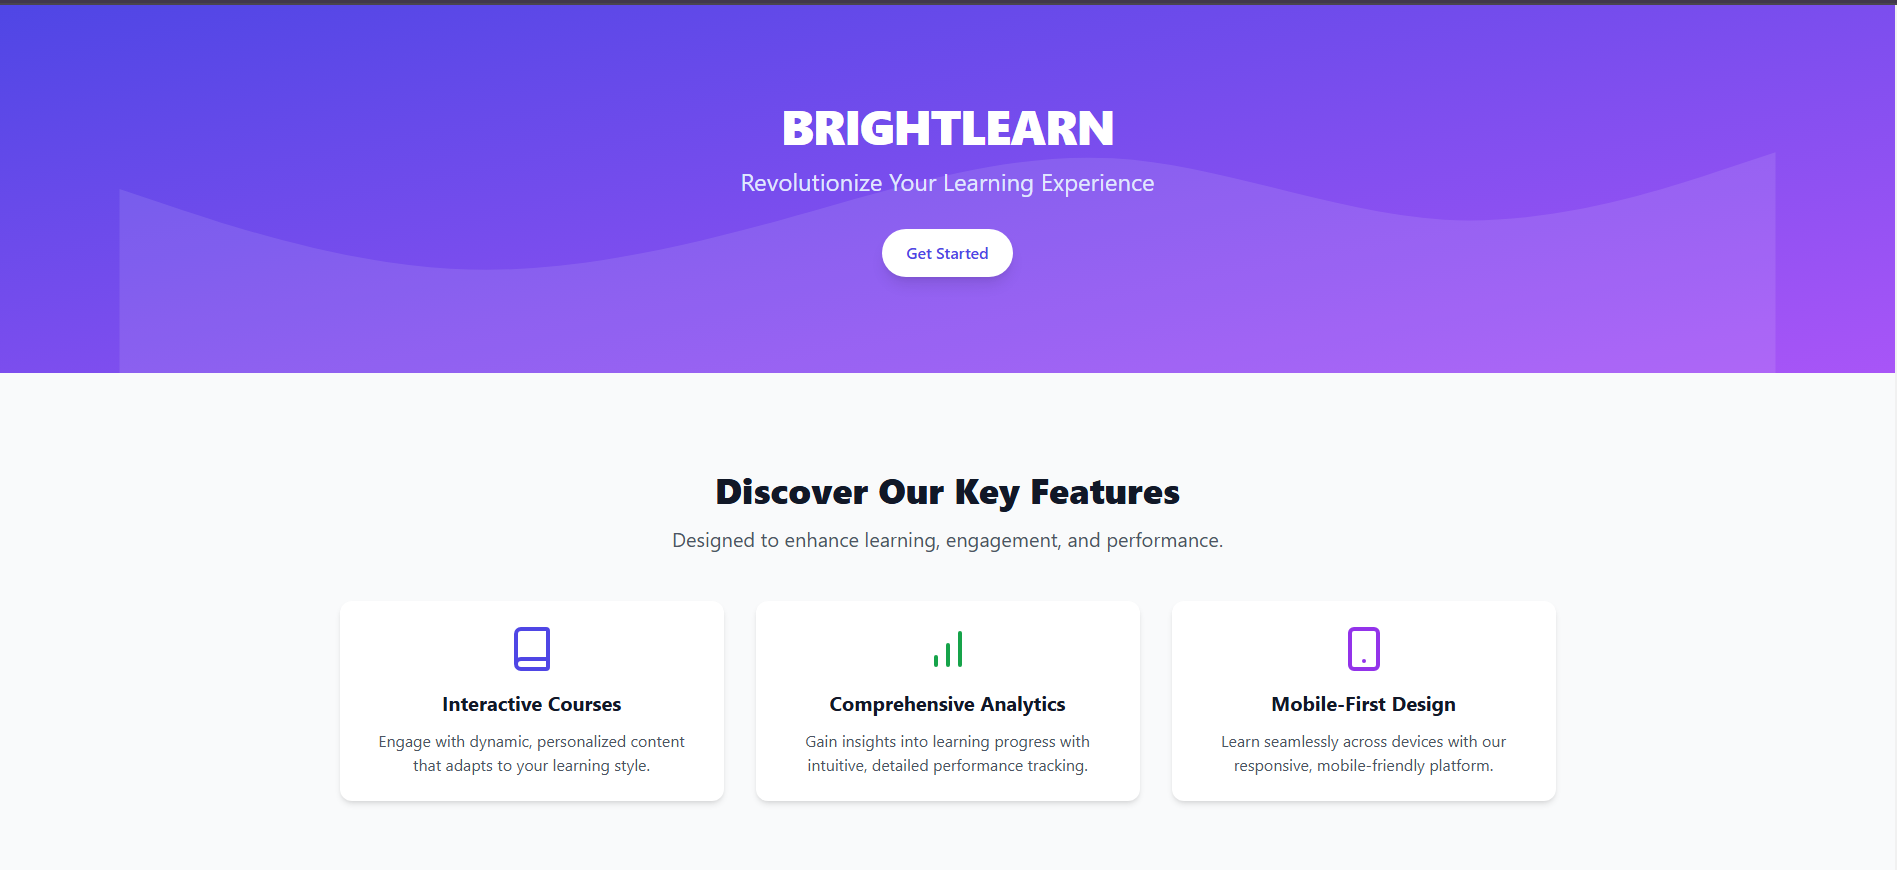 BRIGHTLEARN
Revolutionize Your Learning Experience
Get Started
Discover Our Key Features
Designed to enhance learning, engagement, and performance.
Interactive Courses
Engage with dynamic, personalized content
that adapts to your learning style.
Comprehensive Analytics
Gain insights into learning progress with
intuitive, detailed performance tracking.
Mobile-First Design
Learn seamlessly across devices with our
responsive, mobile-friendly platform.